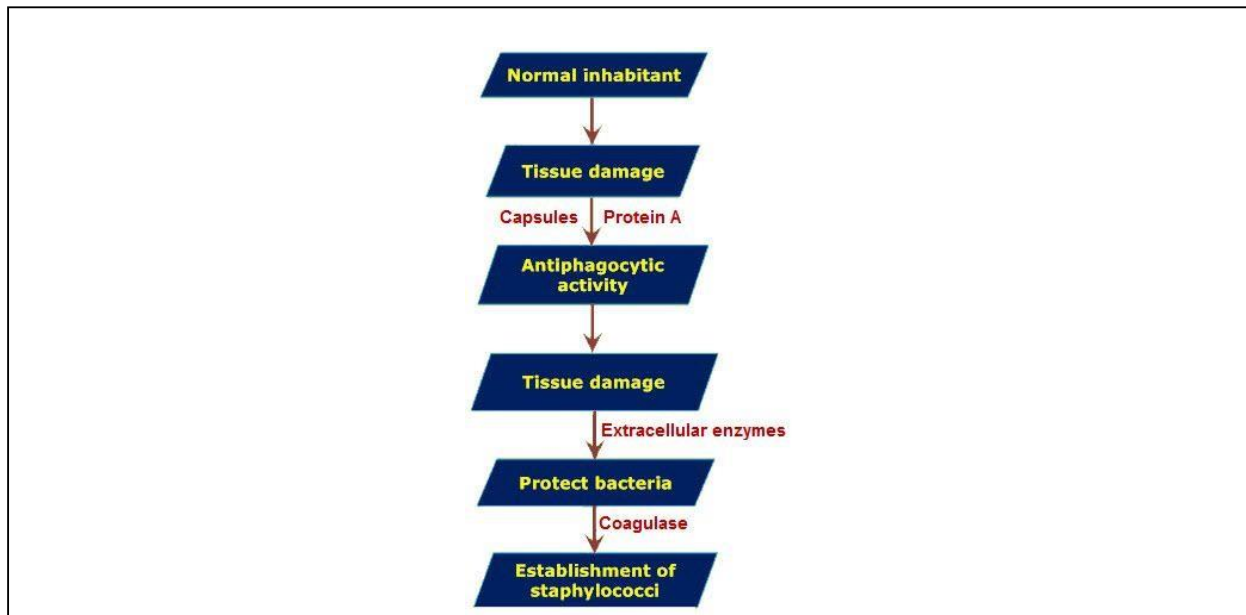 Normal inhabitant
Tissue damage
Capsules Protein A
Antiphagocytic
activity
Tissue damage
Extracellular enzymes
Protect bacteria
Coagulase
Establishment of
staphylococci